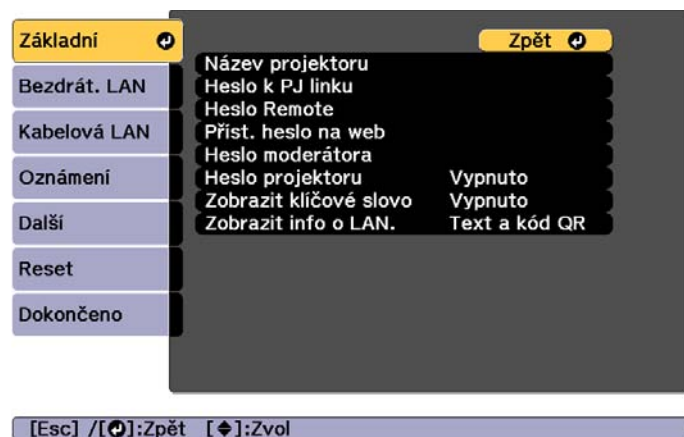 Základní
Bezdrát. LAN
Kabelová LAN
Oznámení
Další
Reset
Dokončeno
Zpět
Název projektoru
Heslo k PJ linku
Heslo Remote
Příst. heslo na web
Heslo moderátora
Heslo projektoru Vypnuto
Zobrazit klíčové slovo Vypnuto
Zobrazit info o LAN. Text a kód QR
[Esc] /[⏎]:Zpět [◆]:Zvol